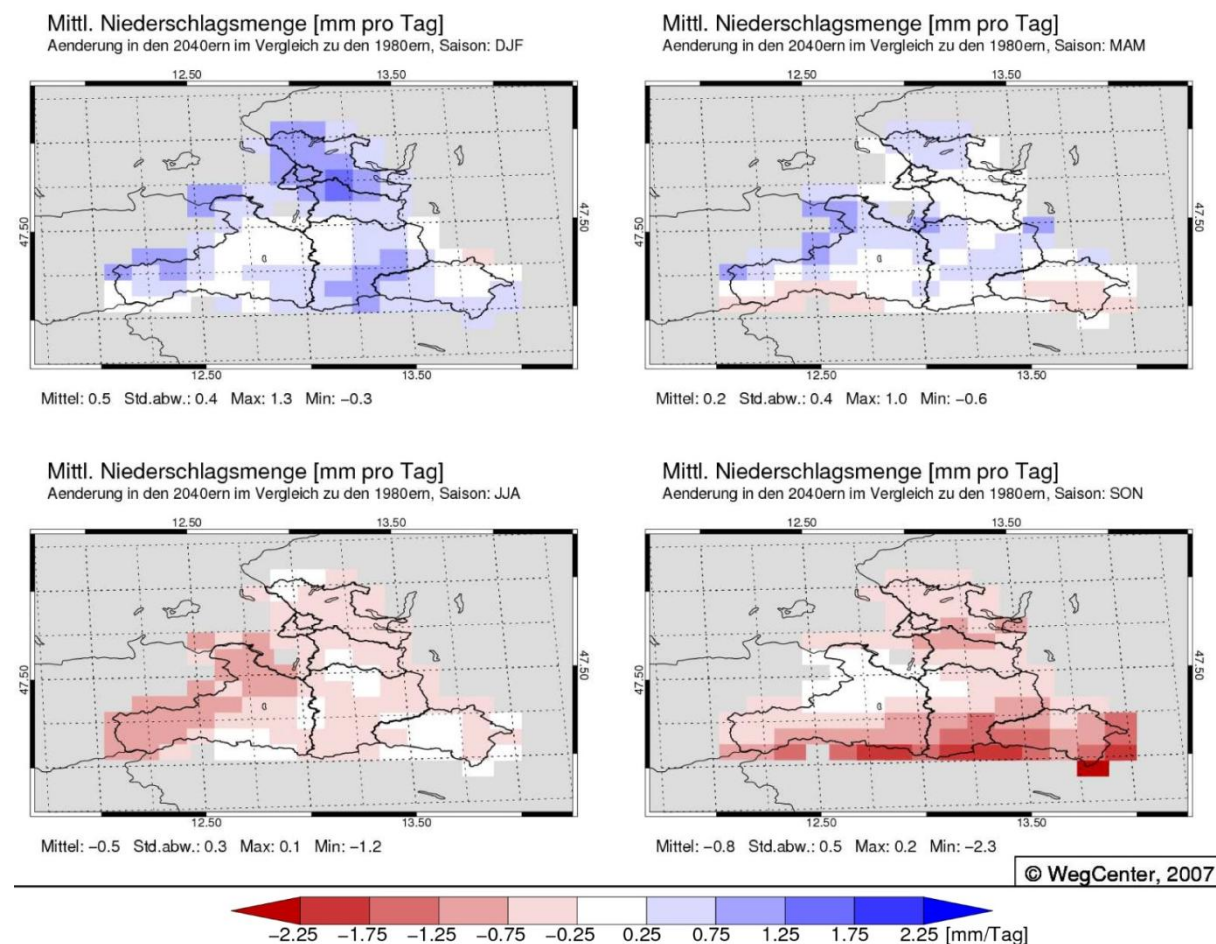 Mittl. Niederschlagsmenge [mm pro Tag]
Aenderung in den 2040ern im Vergleich zu den 1980ern, Saison: DJF
12.50 13.50
47.50 47.50
12.50 13.50
Mittel: 0.5 Std.abw.: 0.4 Max: 1.3 Min: −0.3
Mittl. Niederschlagsmenge [mm pro Tag]
Aenderung in den 2040ern im Vergleich zu den 1980ern, Saison: MAM
12.50 13.50
47.50 47.50
12.50 13.50
Mittel: 0.2 Std.abw.: 0.4 Max: 1.0 Min: −0.6
Mittl. Niederschlagsmenge [mm pro Tag]
Aenderung in den 2040ern im Vergleich zu den 1980ern, Saison: JJA
12.50 13.50
47.50 47.50
12.50 13.50
Mittel: −0.5 Std.abw.: 0.3 Max: 0.1 Min: −1.2
Mittl. Niederschlagsmenge [mm pro Tag]
Aenderung in den 2040ern im Vergleich zu den 1980ern, Saison: SON
12.50 13.50
47.50 47.50
12.50 13.50
Mittel: −0.8 Std.abw.: 0.5 Max: 0.2 Min: −2.3
© WegCenter, 2007
−2.25 −1.75 −1.25 −0.75 −0.25 0.25 0.75 1.25 1.75 2.25 [mm/Tag]